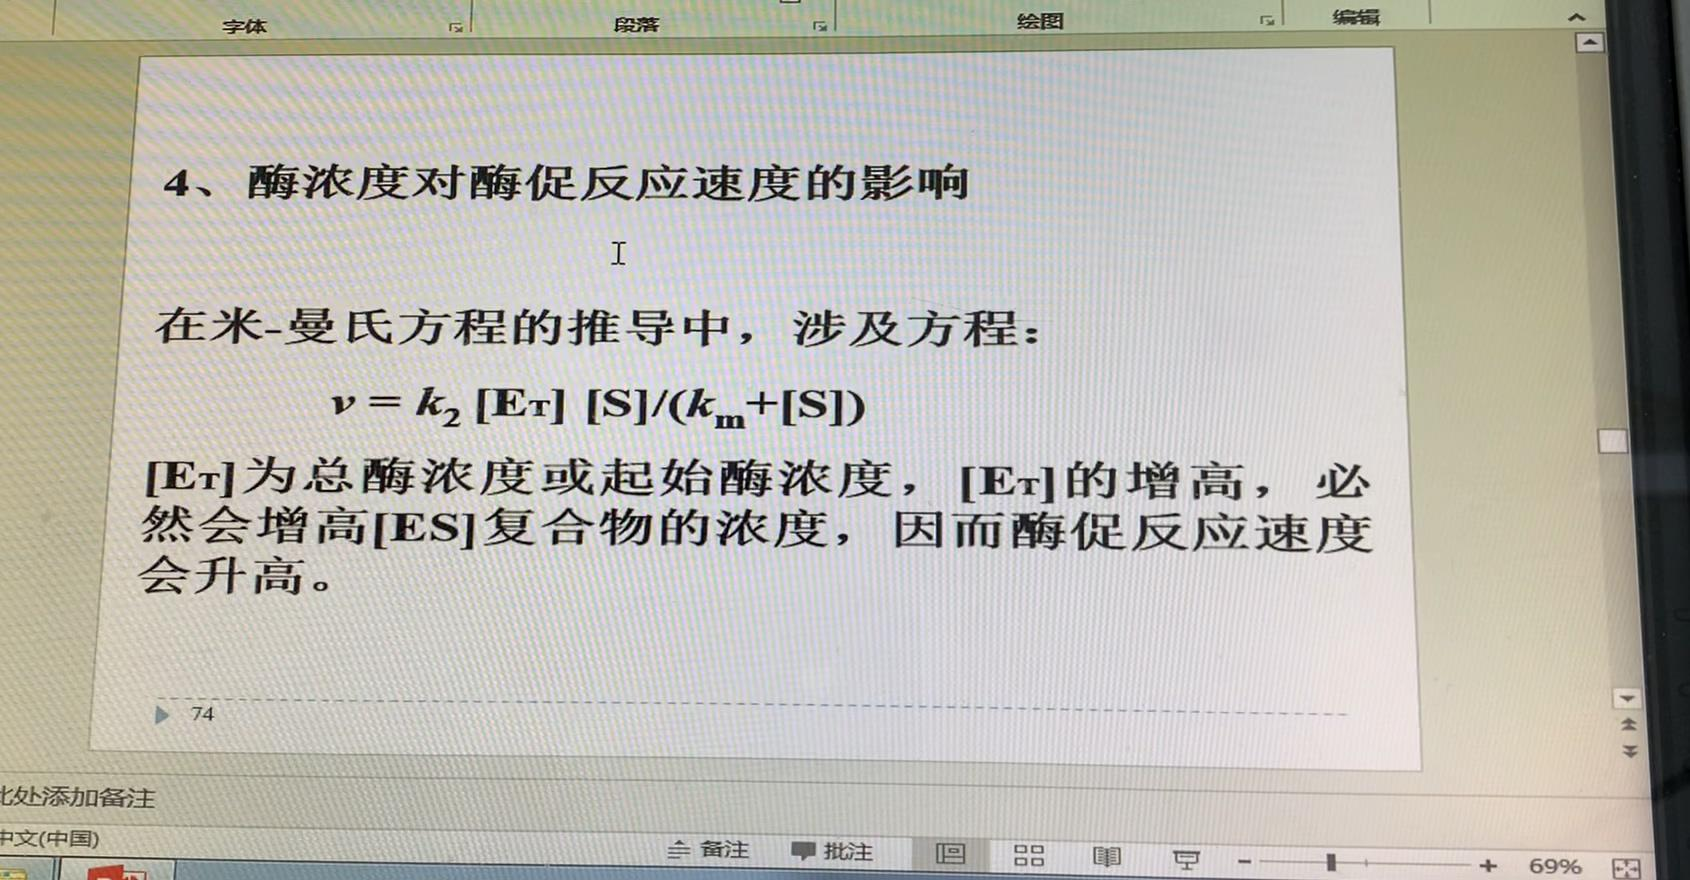 字体 段落 绘图 编辑
4、酶浓度对酶促反应速度的影响
在米-曼氏方程的推导中，涉及方程：
v = k₂ [Eᴛ] [S]/(kₘ+[S])
[Eᴛ]为总酶浓度或起始酶浓度，[Eᴛ]的增高，必
然会增高[ES]复合物的浓度，因而酶促反应速度
会升高。
74
此处添加备注
中文(中国) 备注 批注 69%